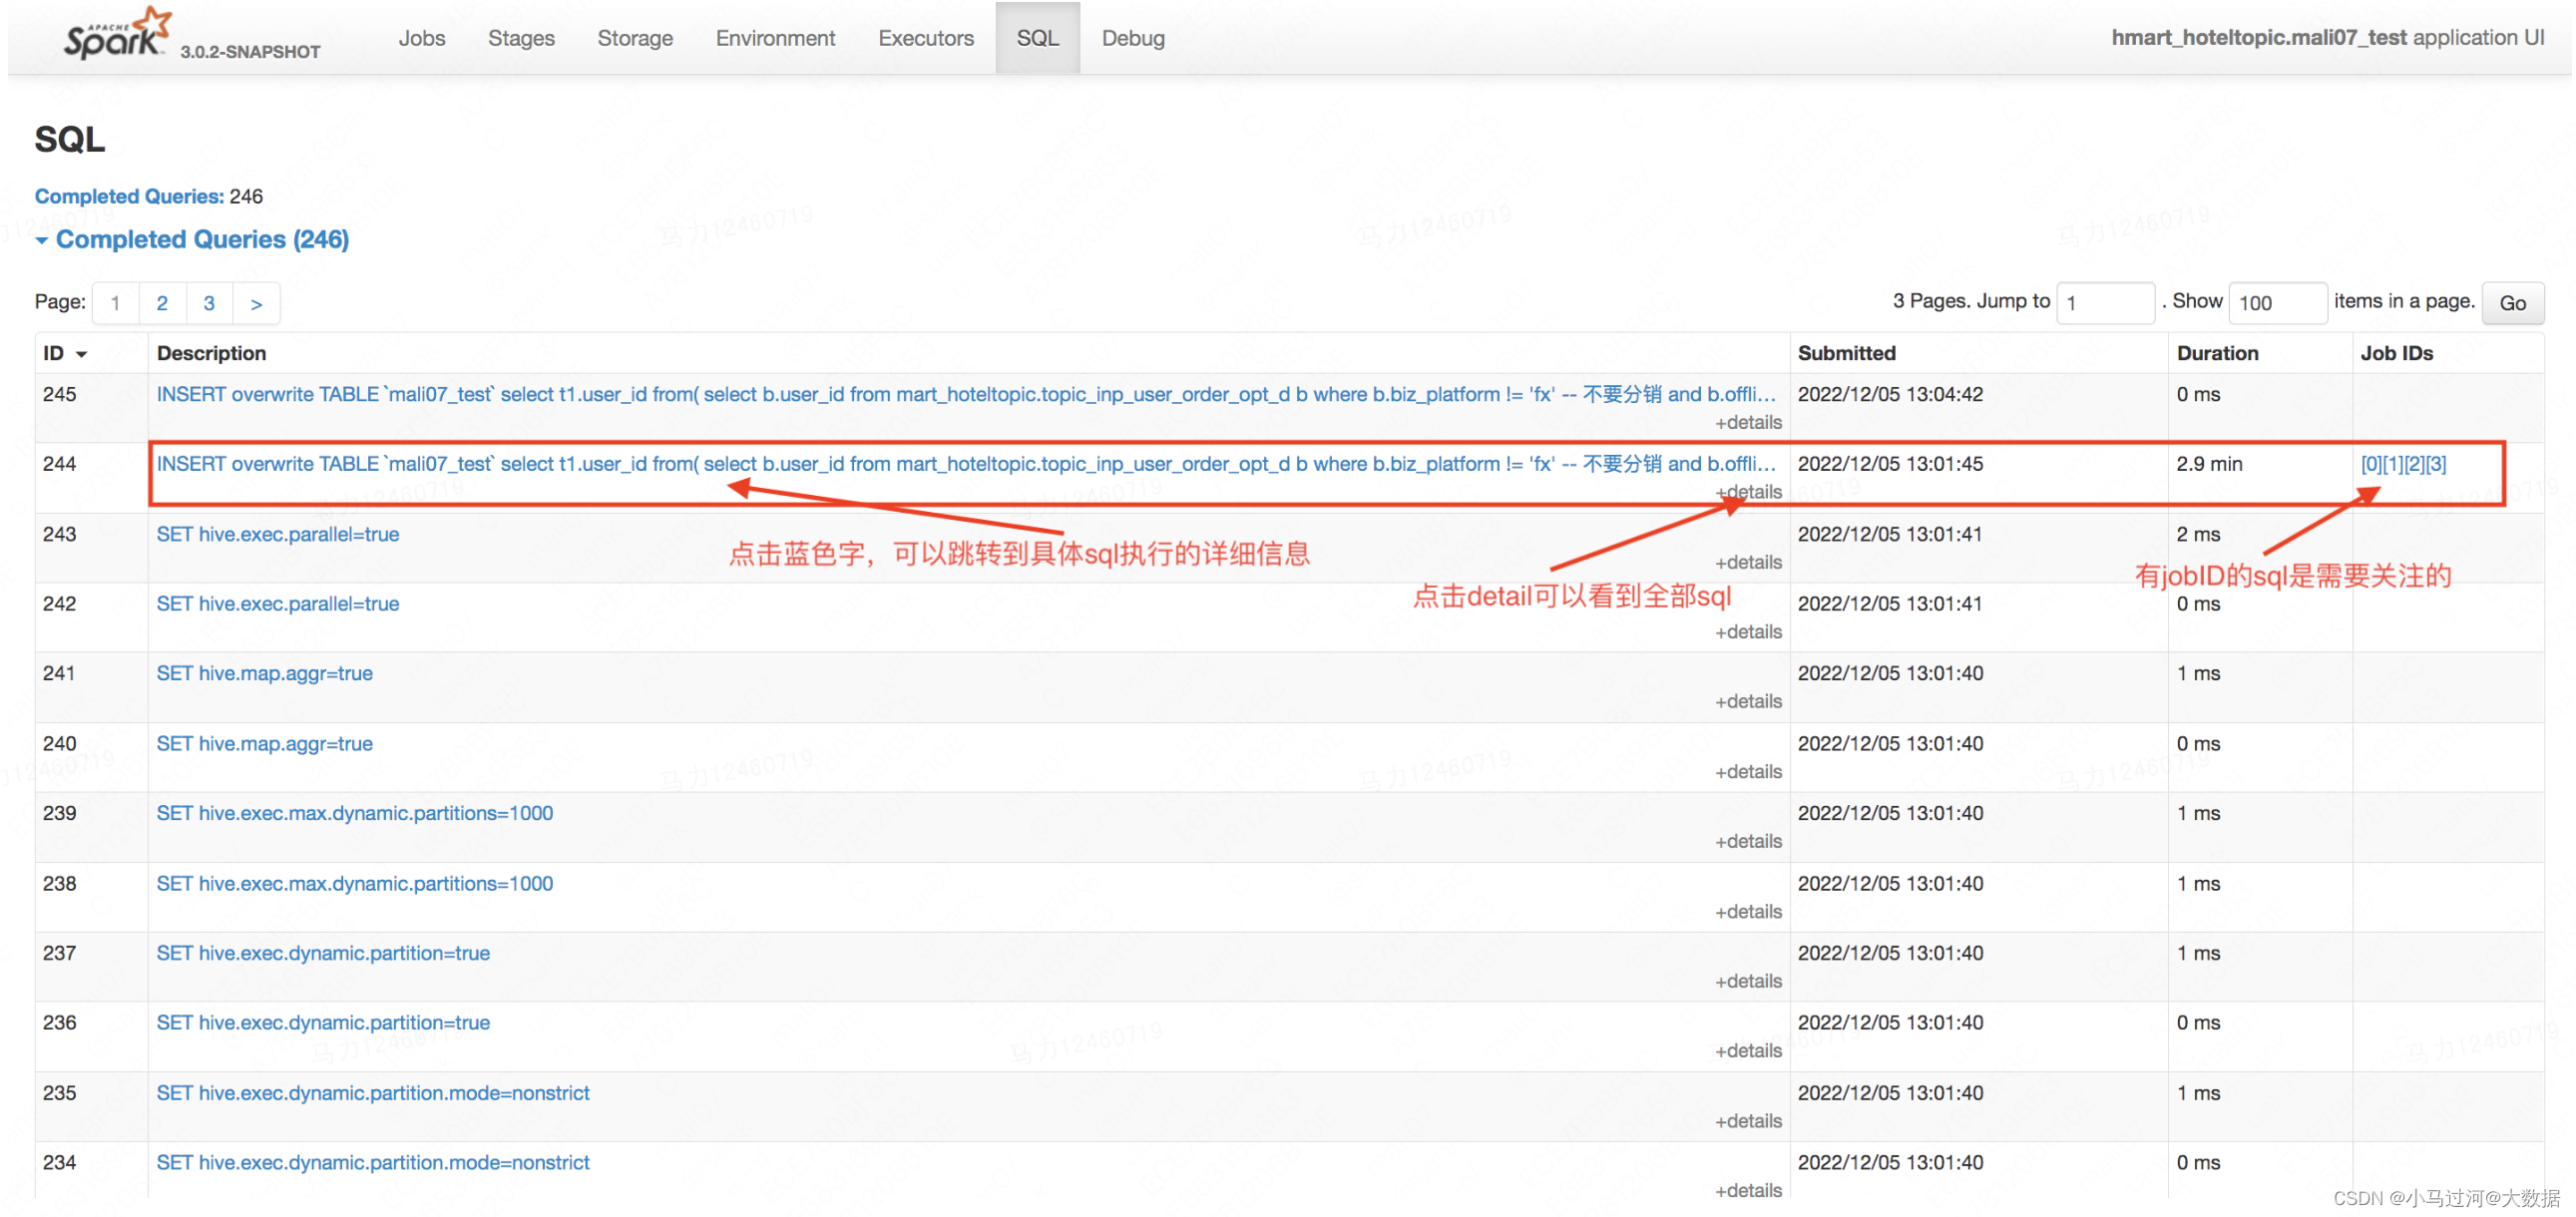 APACHE
Spark 3.0.2-SNAPSHOT Jobs Stages Storage Environment Executors SQL Debug hmart_hoteltopic.mali07_test application UI
SQL
Completed Queries: 246
Completed Queries (246)
Page: 1 2 3 > 3 Pages. Jump to 1 . Show 100 items in a page. Go
ID Description Submitted Duration Job IDs
245 INSERT overwrite TABLE `mali07_test` select t1.user_id from( select b.user_id from mart_hoteltopic.topic_inp_user_order_opt_d b where b.biz_platform != 'fx' -- 不要分销 and b.offli... 2022/12/05 13:04:42 0 ms
+details
244 INSERT overwrite TABLE `mali07_test` select t1.user_id from( select b.user_id from mart_hoteltopic.topic_inp_user_order_opt_d b where b.biz_platform != 'fx' -- 不要分销 and b.offli... 2022/12/05 13:01:45 2.9 min [0][1][2][3]
+details
243 SET hive.exec.parallel=true 2022/12/05 13:01:41 2 ms
点击蓝色字，可以跳转到具体sql执行的详细信息
+details
有jobID的sql是需要关注的
点击detail可以看到全部sql
242 SET hive.exec.parallel=true 2022/12/05 13:01:41 0 ms
+details
241 SET hive.map.aggr=true 2022/12/05 13:01:40 1 ms
+details
240 SET hive.map.aggr=true 2022/12/05 13:01:40 0 ms
+details
239 SET hive.exec.max.dynamic.partitions=1000 2022/12/05 13:01:40 1 ms
+details
238 SET hive.exec.max.dynamic.partitions=1000 2022/12/05 13:01:40 1 ms
+details
237 SET hive.exec.dynamic.partition=true 2022/12/05 13:01:40 1 ms
+details
236 SET hive.exec.dynamic.partition=true 2022/12/05 13:01:40 0 ms
+details
235 SET hive.exec.dynamic.partition.mode=nonstrict 2022/12/05 13:01:40 1 ms
+details
234 SET hive.exec.dynamic.partition.mode=nonstrict 2022/12/05 13:01:40 0 ms
+details
马力12460719
CSDN @小马过河@大数据